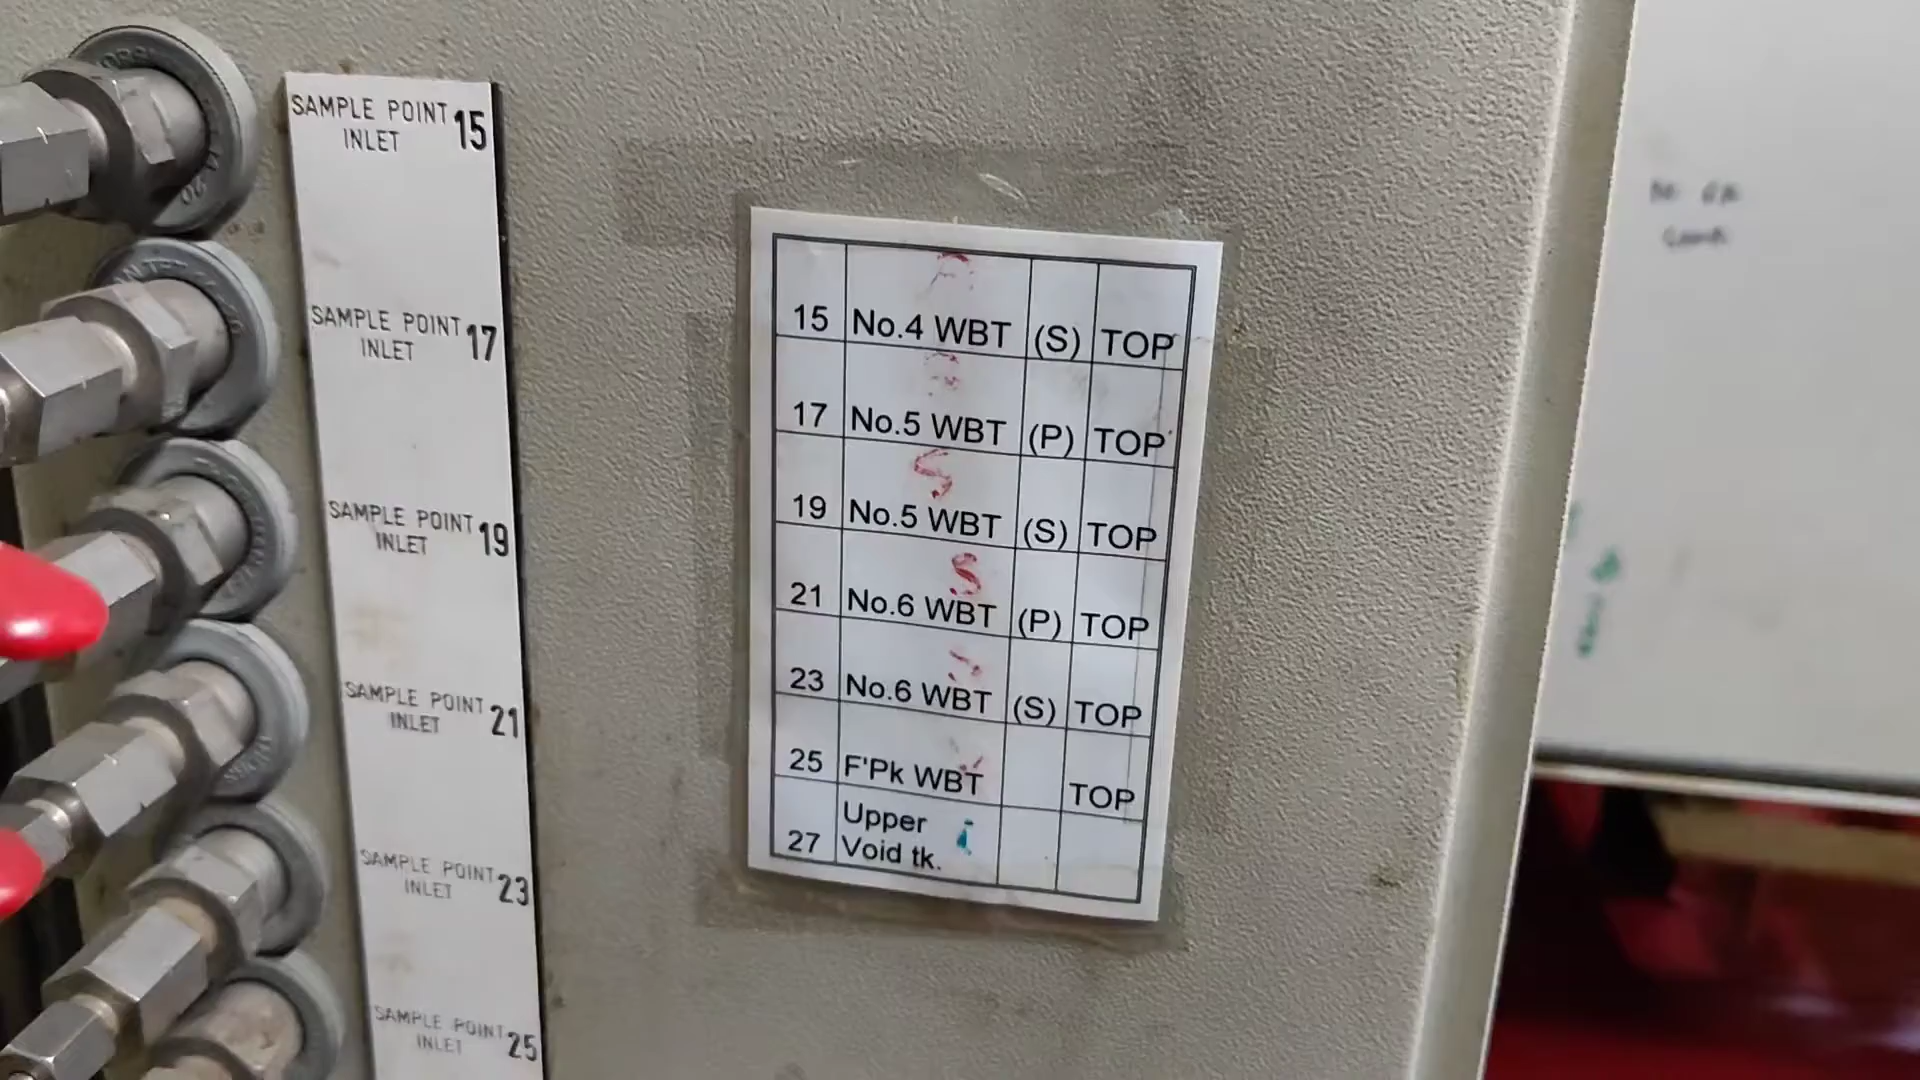 SAMPLE POINT 15
INLET
SAMPLE POINT 17
INLET
SAMPLE POINT 19
INLET
SAMPLE POINT 21
INLET
SAMPLE POINT 23
INLET
SAMPLE POINT 25
INLET
15 No.4 WBT (S) TOP
17 No.5 WBT (P) TOP
S
19 No.5 WBT (S) TOP
S
21 No.6 WBT (P) TOP
23 No.6 WBT (S) TOP
25 F'Pk WBT TOP
Upper
27 Void tk.